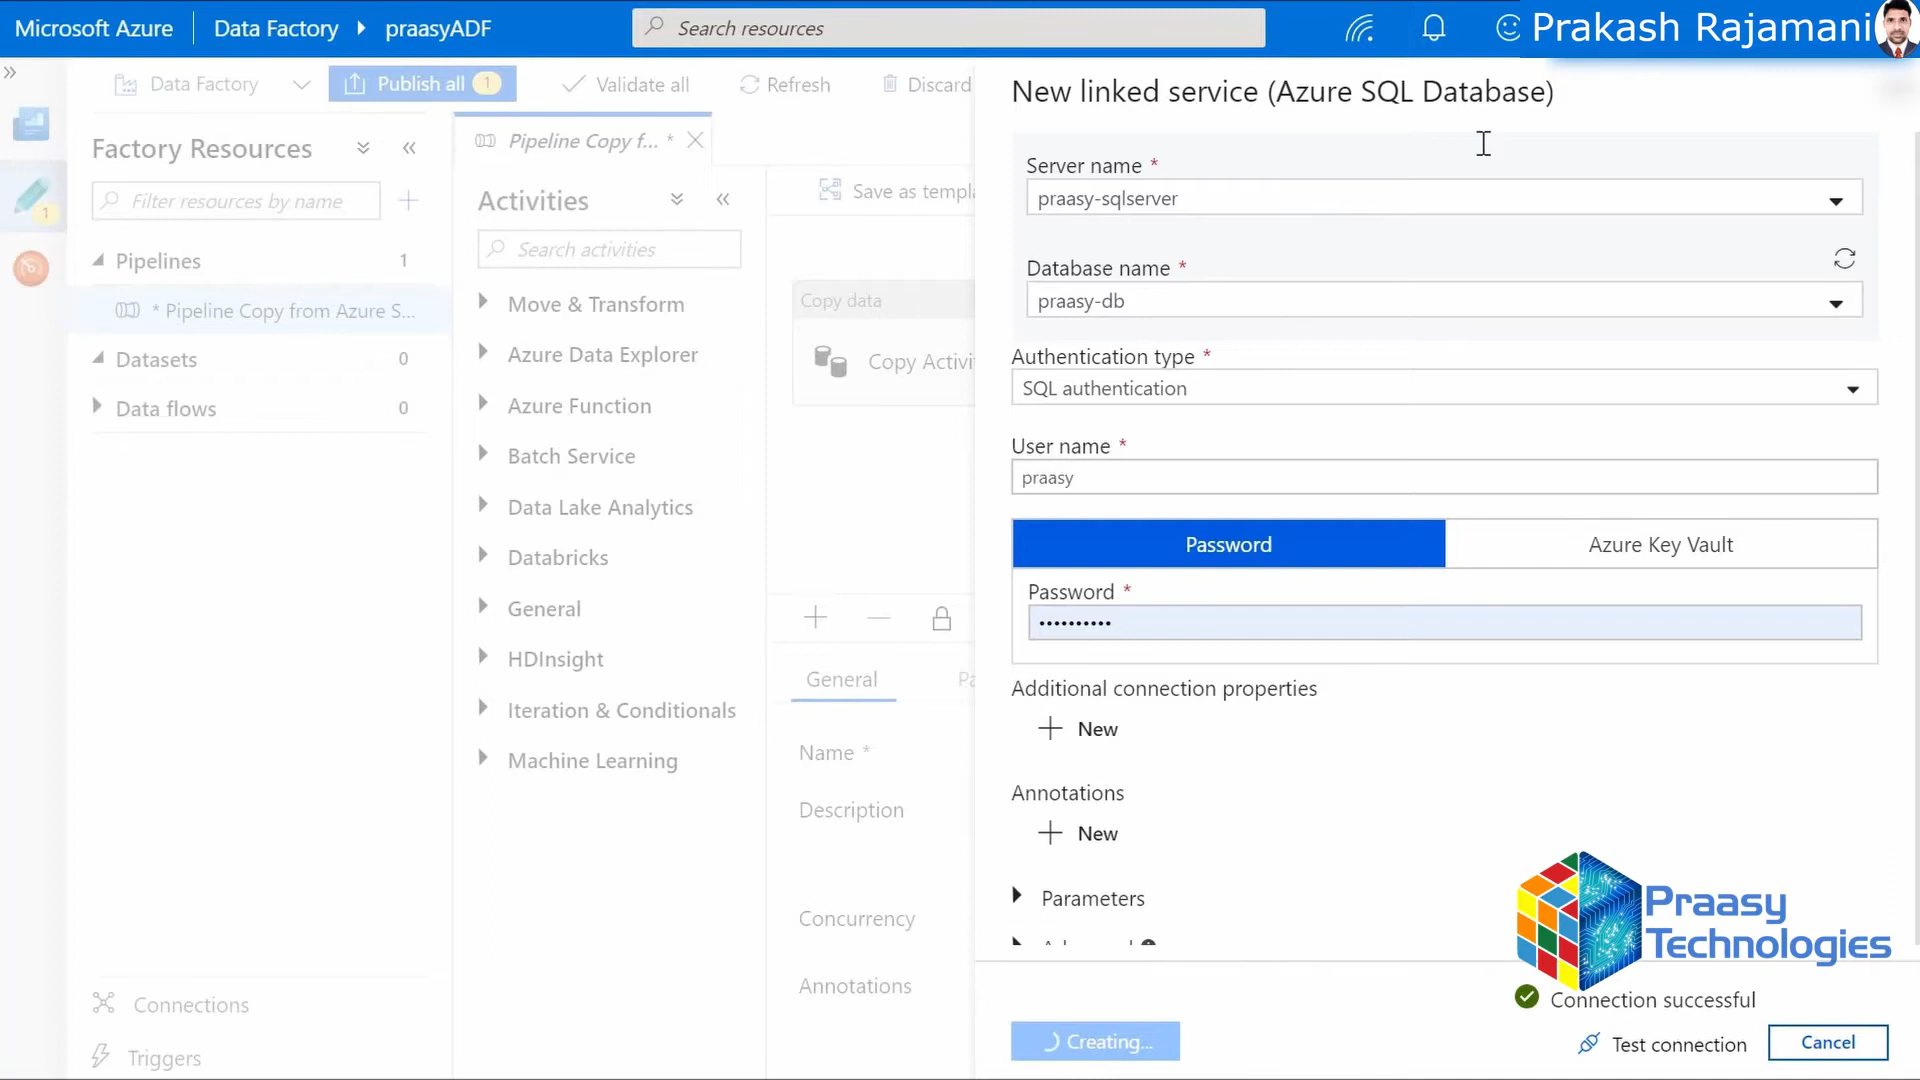 Microsoft Azure
Data Factory
praasyADF
Search resources
Prakash Rajamani
Data Factory
Publish all 1
Validate all
Refresh
Discard
New linked service (Azure SQL Database)
Factory Resources
Pipeline Copy f... *
Server name *
praasy-sqlserver
Filter resources by name
1
Activities
Save as templa
Search activities
Pipelines 1
Database name *
praasy-db
* Pipeline Copy from Azure S...
Move & Transform
Copy data
Datasets 0
Azure Data Explorer
Copy Activi
Authentication type *
SQL authentication
Data flows 0
Azure Function
Batch Service
User name *
praasy
Data Lake Analytics
Password
Azure Key Vault
Databricks
Password *
••••••••••
General
HDInsight
General
Pa
Additional connection properties
Iteration & Conditionals
New
Machine Learning
Name *
Annotations
Description
New
Parameters
Concurrency
Praasy
Technologies
Annotations
Connections
Connection successful
Triggers
Creating...
Test connection
Cancel